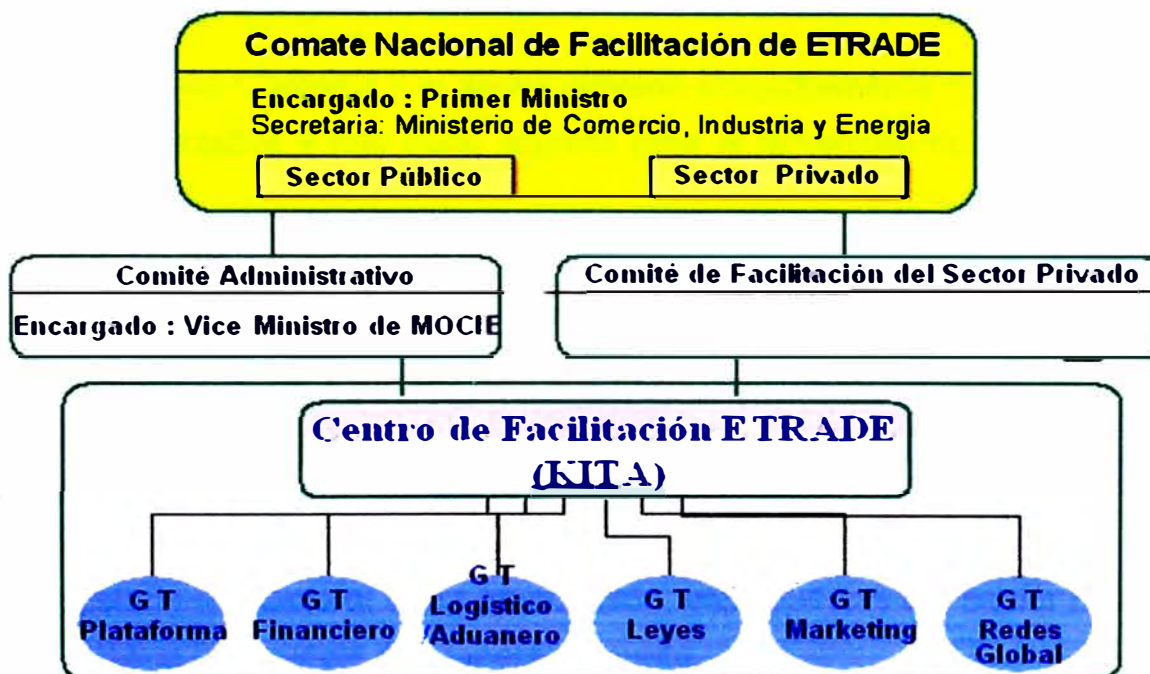 Comate Nacional de Facilitación de ETRADE
Encargado : Primer Ministro
Secretaria: Ministerio de Comercio, Industria y Energia
Sector Público
Sector Privado
Comité Administrativo
Encargado : Vice Ministro de MOCIE
Comité de Facilitación del Sector Privado
Centro de Facilitación ETRADE
(KITA)
G T
Plataforma
G T
Financiero
G T
Logístico
/Aduanero
G T
Leyes
G T
Marketing
G T
Redes
Global